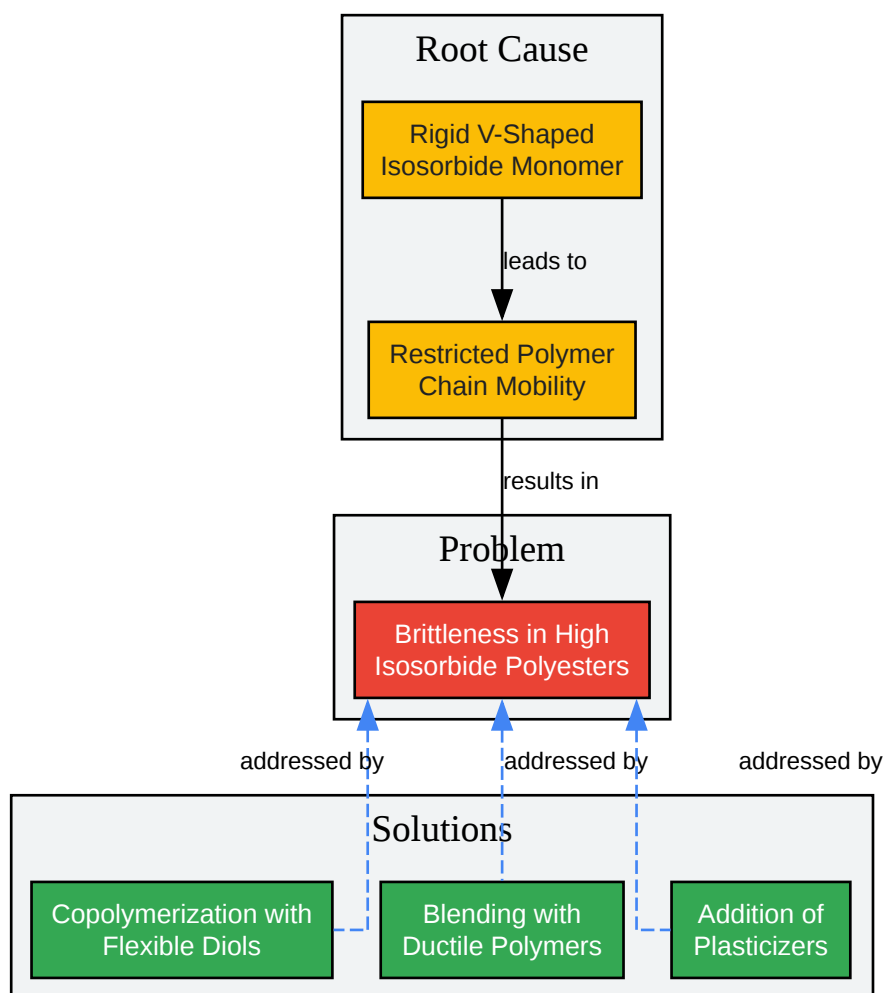 Root Cause
Rigid V-Shaped
Isosorbide Monomer
leads to
Restricted Polymer
Chain Mobility
results in
Problem
Brittleness in High
Isosorbide Polyesters
addressed by
addressed by
addressed by
Solutions
Copolymerization with
Flexible Diols
Blending with
Ductile Polymers
Addition of
Plasticizers